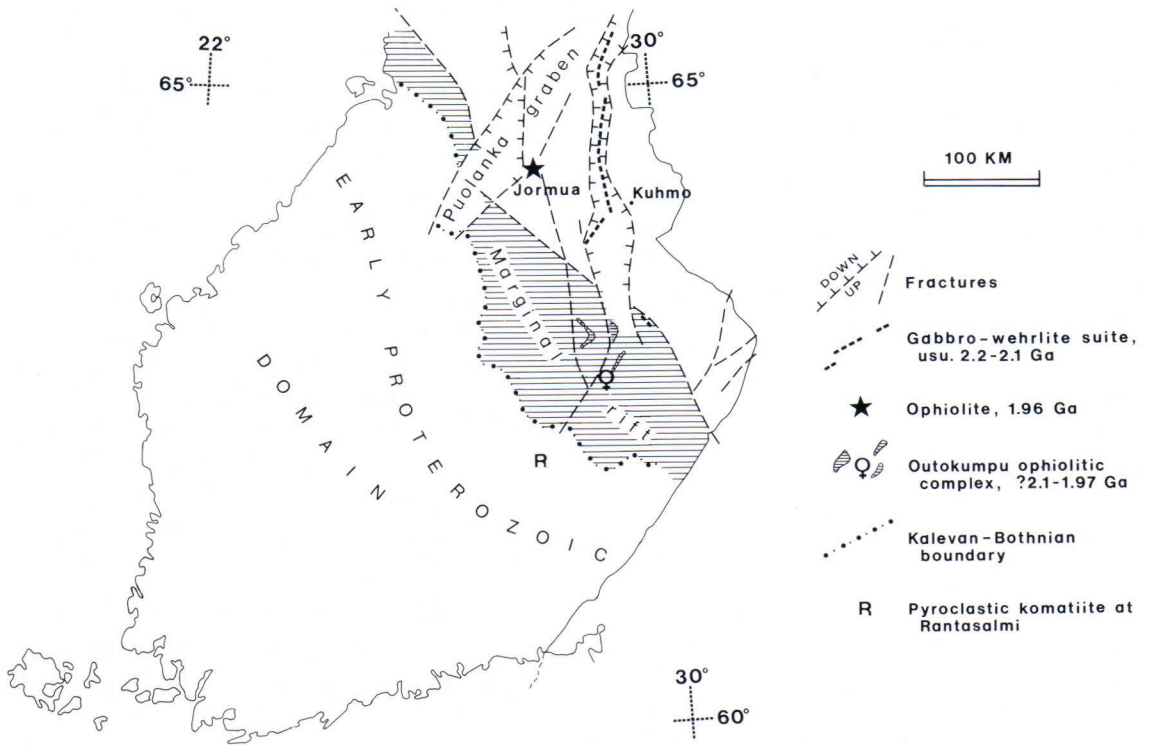 22°
65°
30°
65°
Puolanka graben
Jormua
Kuhmo
EARLY PROTEROZOIC
DOMAIN
Marginal rift
R
30°
60°
100 KM
DOWN
UP
Fractures
Gabbro-wehrlite suite,
usu. 2.2-2.1 Ga
Ophiolite, 1.96 Ga
Outokumpu ophiolitic
complex, ?2.1-1.97 Ga
Kalevan-Bothnian
boundary
R
Pyroclastic komatiite at
Rantasalmi